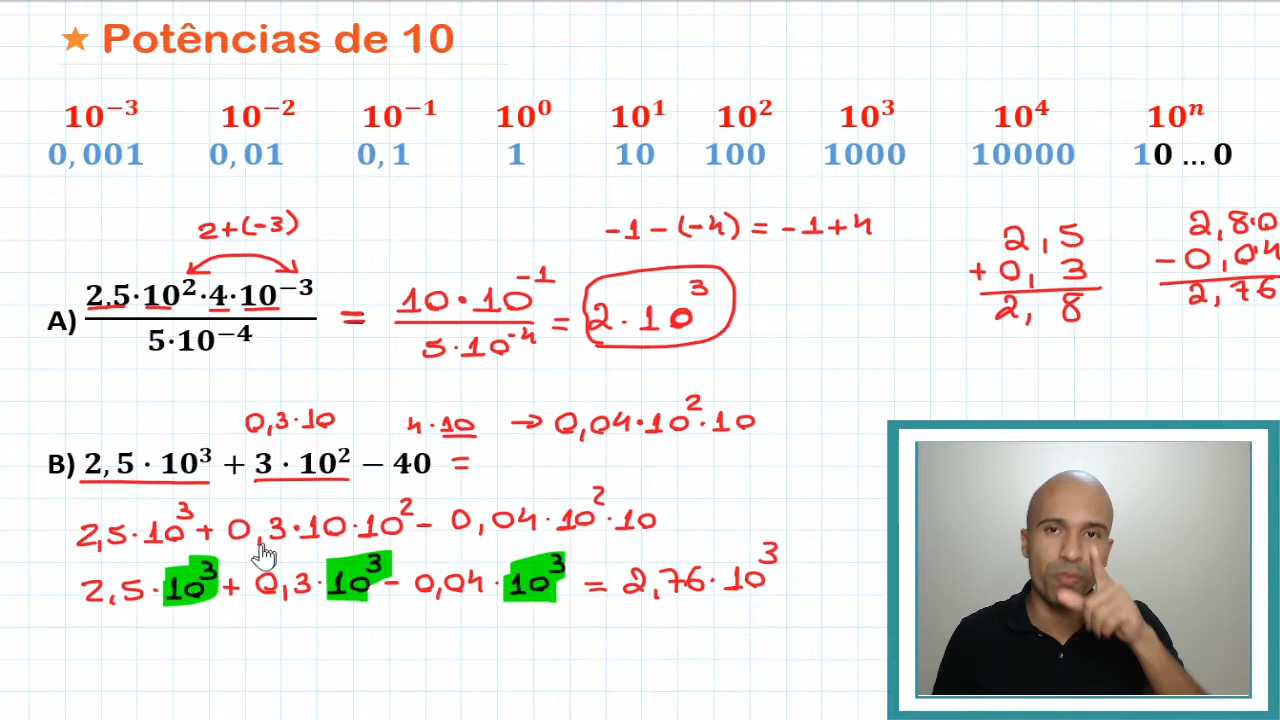 Potências de 10
10⁻³ 10⁻² 10⁻¹ 10⁰ 10¹ 10² 10³ 10⁴ 10ⁿ
0,001 0,01 0,1 1 10 100 1000 10000 10...0
2+(-3)
A) 2,5·10²·4·10⁻³ / 5·10⁻⁴ = 10·10⁻¹ / 5·10⁻⁴ = 2·10³
-1-(-4) = -1+4
2,5
+ 0,3
2,8
2,80
- 0,04
2,76
0,3·10 4·10 → 0,04·10²·10
B) 2,5 · 10³ + 3 · 10² − 40 =
2,5·10³ + 0,3·10·10² - 0,04·10²·10
2,5·10³ + 0,3·10³ - 0,04·10³ = 2,76·10³